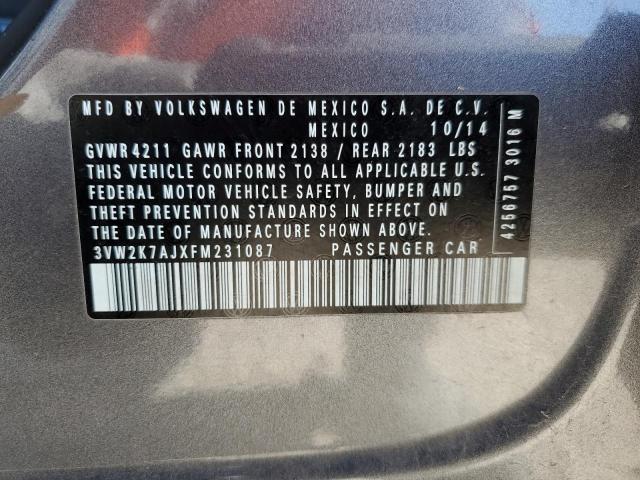 MFD BY VOLKSWAGEN DE MEXICO S.A. DE C.V.
MEXICO 10/14
GVWR 4211 GAWR FRONT 2138 / REAR 2183 LBS
THIS VEHICLE CONFORMS TO ALL APPLICABLE U.S.
FEDERAL MOTOR VEHICLE SAFETY, BUMPER AND
THEFT PREVENTION STANDARDS IN EFFECT ON
THE DATE OF MANUFACTURE SHOWN ABOVE.
3VW2K7AJXFM231087 PASSENGER CAR
4256757 3016 M